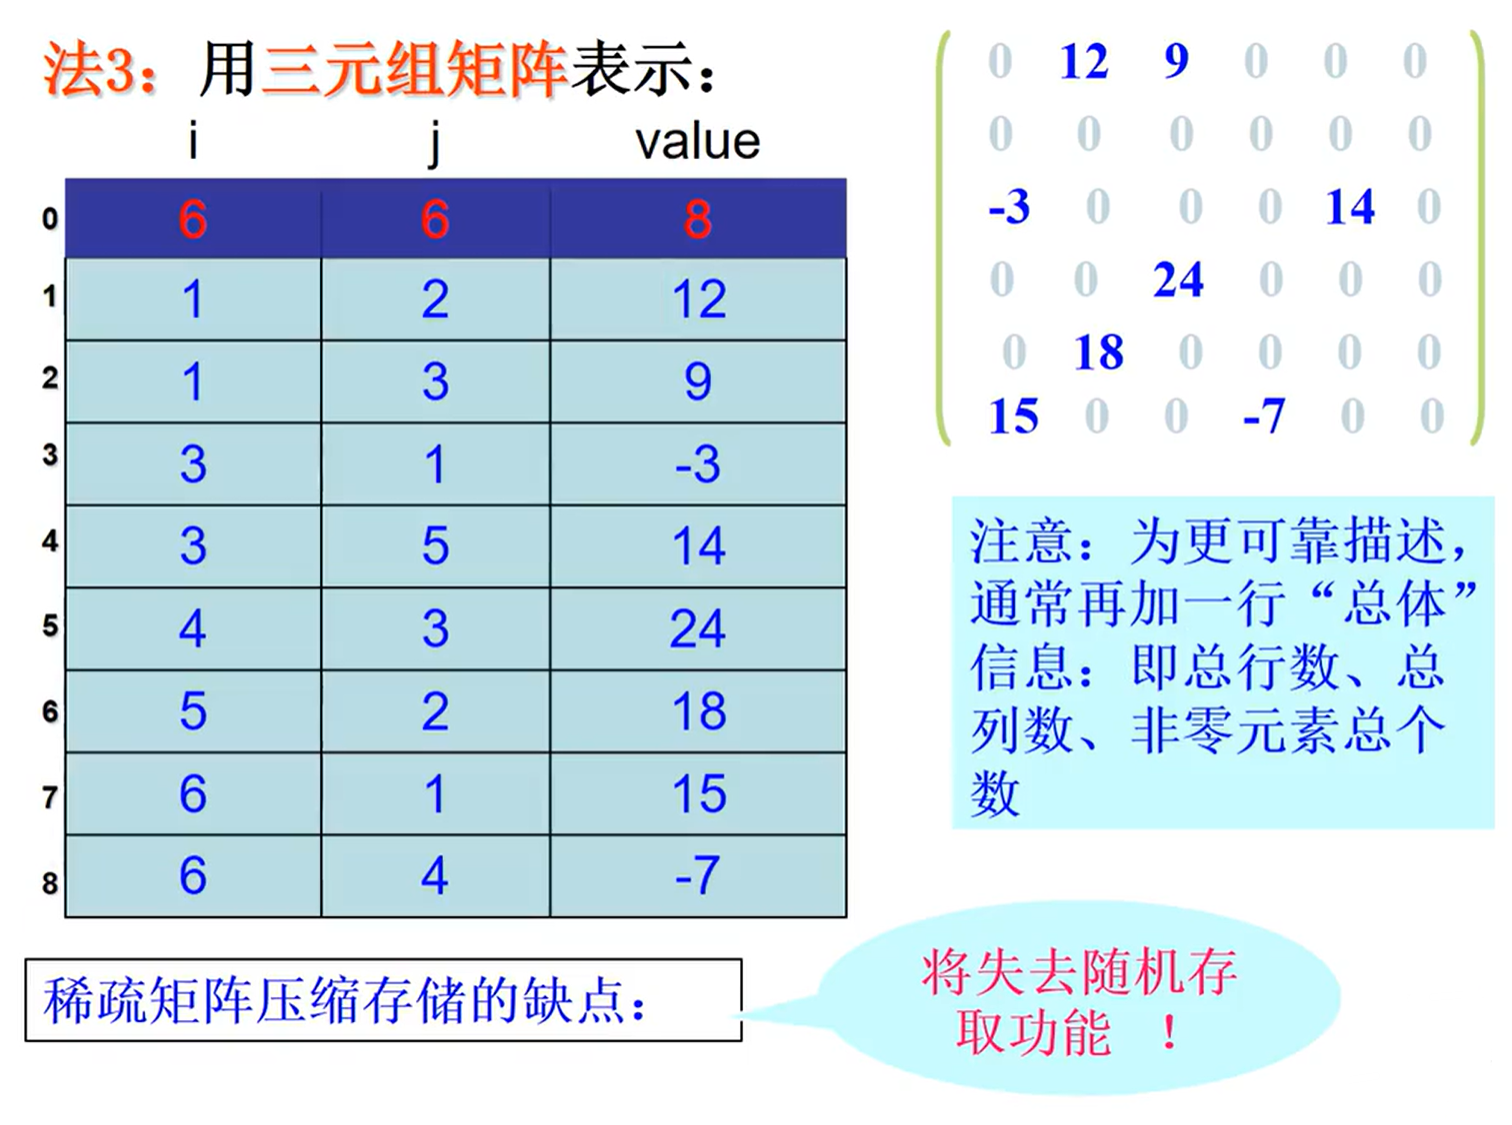 法3：用三元组矩阵表示：
i j value
0 6 6 8
1 1 2 12
2 1 3 9
3 3 1 -3
4 3 5 14
5 4 3 24
6 5 2 18
7 6 1 15
8 6 4 -7
0 12 9 0 0 0
0 0 0 0 0 0
-3 0 0 0 14 0
0 0 24 0 0 0
0 18 0 0 0 0
15 0 0 -7 0 0
注意：为更可靠描述，
通常再加一行“总体”
信息：即总行数、总
列数、非零元素总个
数
稀疏矩阵压缩存储的缺点：
将失去随机存
取功能 ！